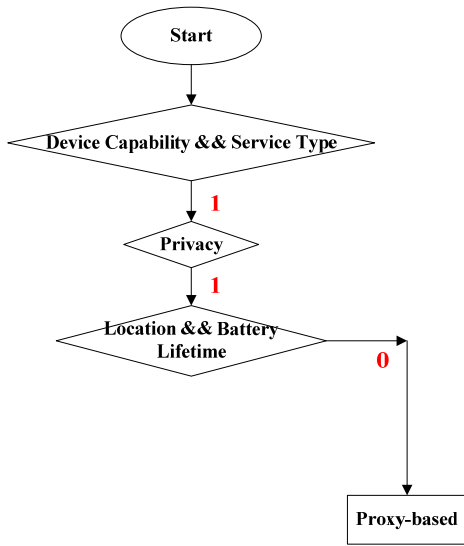 Start
Device Capability && Service Type
1
Privacy
1
Location && Battery
Lifetime
0
Proxy-based